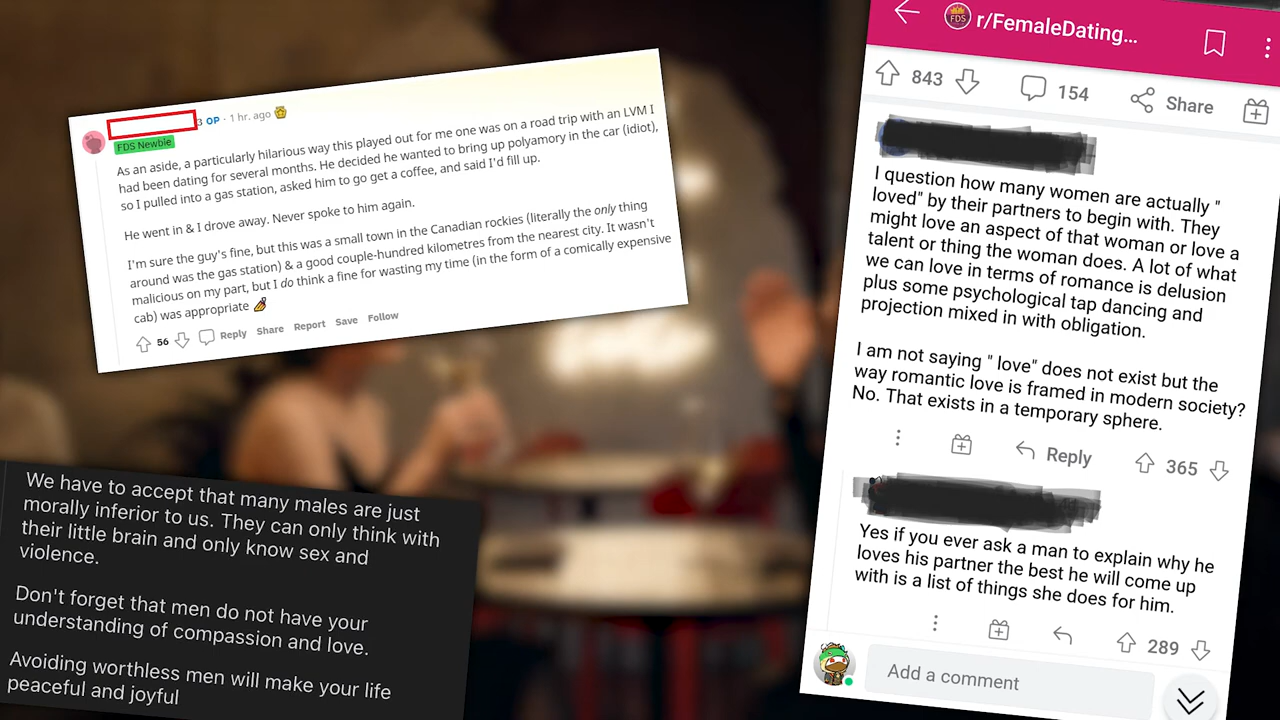 3 OP · 1 hr. ago
FDS Newbie
As an aside, a particularly hilarious way this played out for me one was on a road trip with an LVM I
had been dating for several months. He decided he wanted to bring up polyamory in the car (idiot),
so I pulled into a gas station, asked him to go get a coffee, and said I'd fill up.
He went in & I drove away. Never spoke to him again.
I'm sure the guy's fine, but this was a small town in the Canadian rockies (literally the only thing
around was the gas station) & a good couple-hundred kilometres from the nearest city. It wasn't
malicious on my part, but I do think a fine for wasting my time (in the form of a comically expensive
cab) was appropriate 💅
56 Reply Share Report Save Follow
We have to accept that many males are just
morally inferior to us. They can only think with
their little brain and only know sex and
violence.
Don't forget that men do not have your
understanding of compassion and love.
Avoiding worthless men will make your life
peaceful and joyful
FDS r/FemaleDating...
843 154 Share
I question how many women are actually "
loved" by their partners to begin with. They
might love an aspect of that woman or love a
talent or thing the woman does. A lot of what
we can love in terms of romance is delusion
plus some psychological tap dancing and
projection mixed in with obligation.
I am not saying " love" does not exist but the
way romantic love is framed in modern society?
No. That exists in a temporary sphere.
Reply 365
Yes if you ever ask a man to explain why he
loves his partner the best he will come up
with is a list of things she does for him.
289
Add a comment